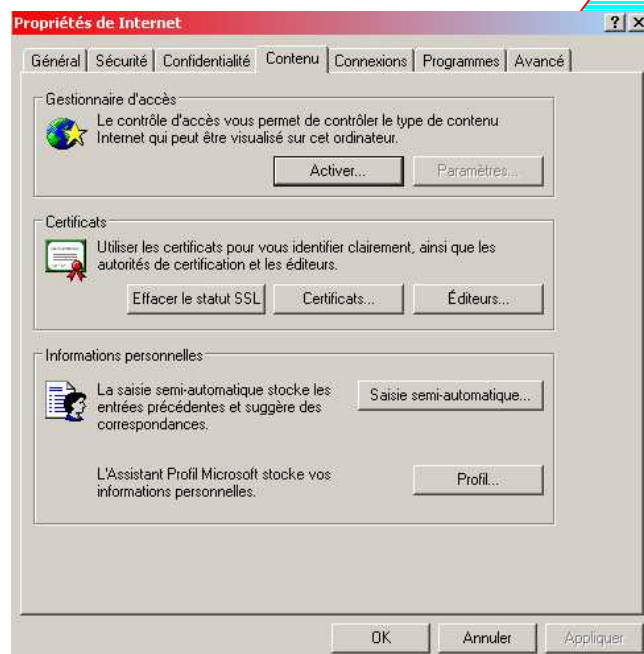 Propriétés de Internet
Général Sécurité Confidentialité Contenu Connexions Programmes Avancé
Gestionnaire d'accès
Le contrôle d'accès vous permet de contrôler le type de contenu
Internet qui peut être visualisé sur cet ordinateur.
Activer... Paramètres...
Certificats
Utiliser les certificats pour vous identifier clairement, ainsi que les
autorités de certification et les éditeurs.
Effacer le statut SSL Certificats... Éditeurs...
Informations personnelles
La saisie semi-automatique stocke les
entrées précédentes et suggère des
correspondances.
Saisie semi-automatique...
L'Assistant Profil Microsoft stocke vos
informations personnelles.
Profil...
OK Annuler Appliquer